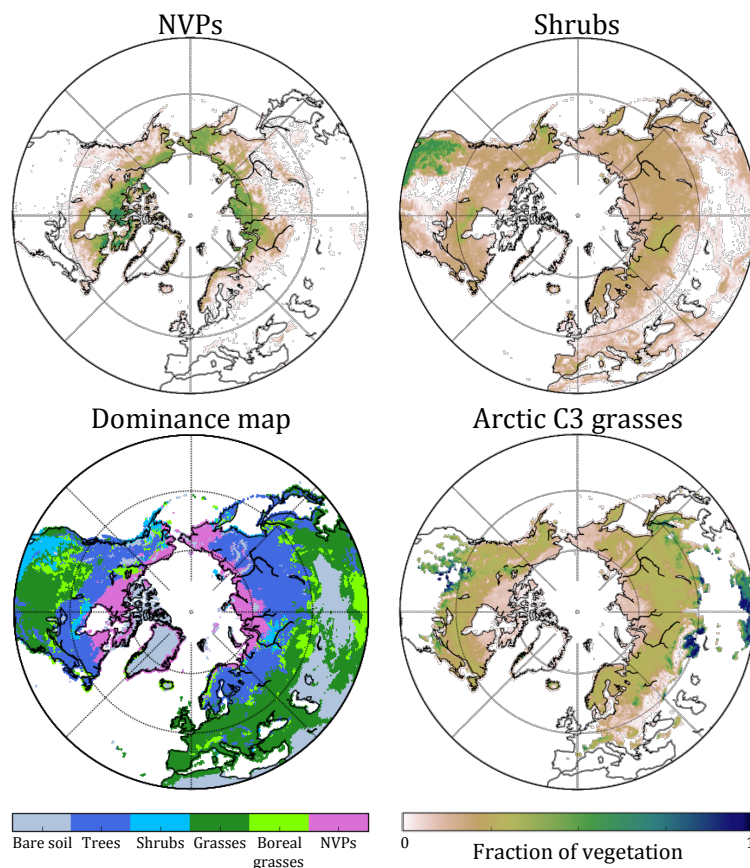 NVPs
Shrubs
Dominance map
Arctic C3 grasses
Bare soil Trees Shrubs Grasses Boreal grasses NVPs
0 1
Fraction of vegetation